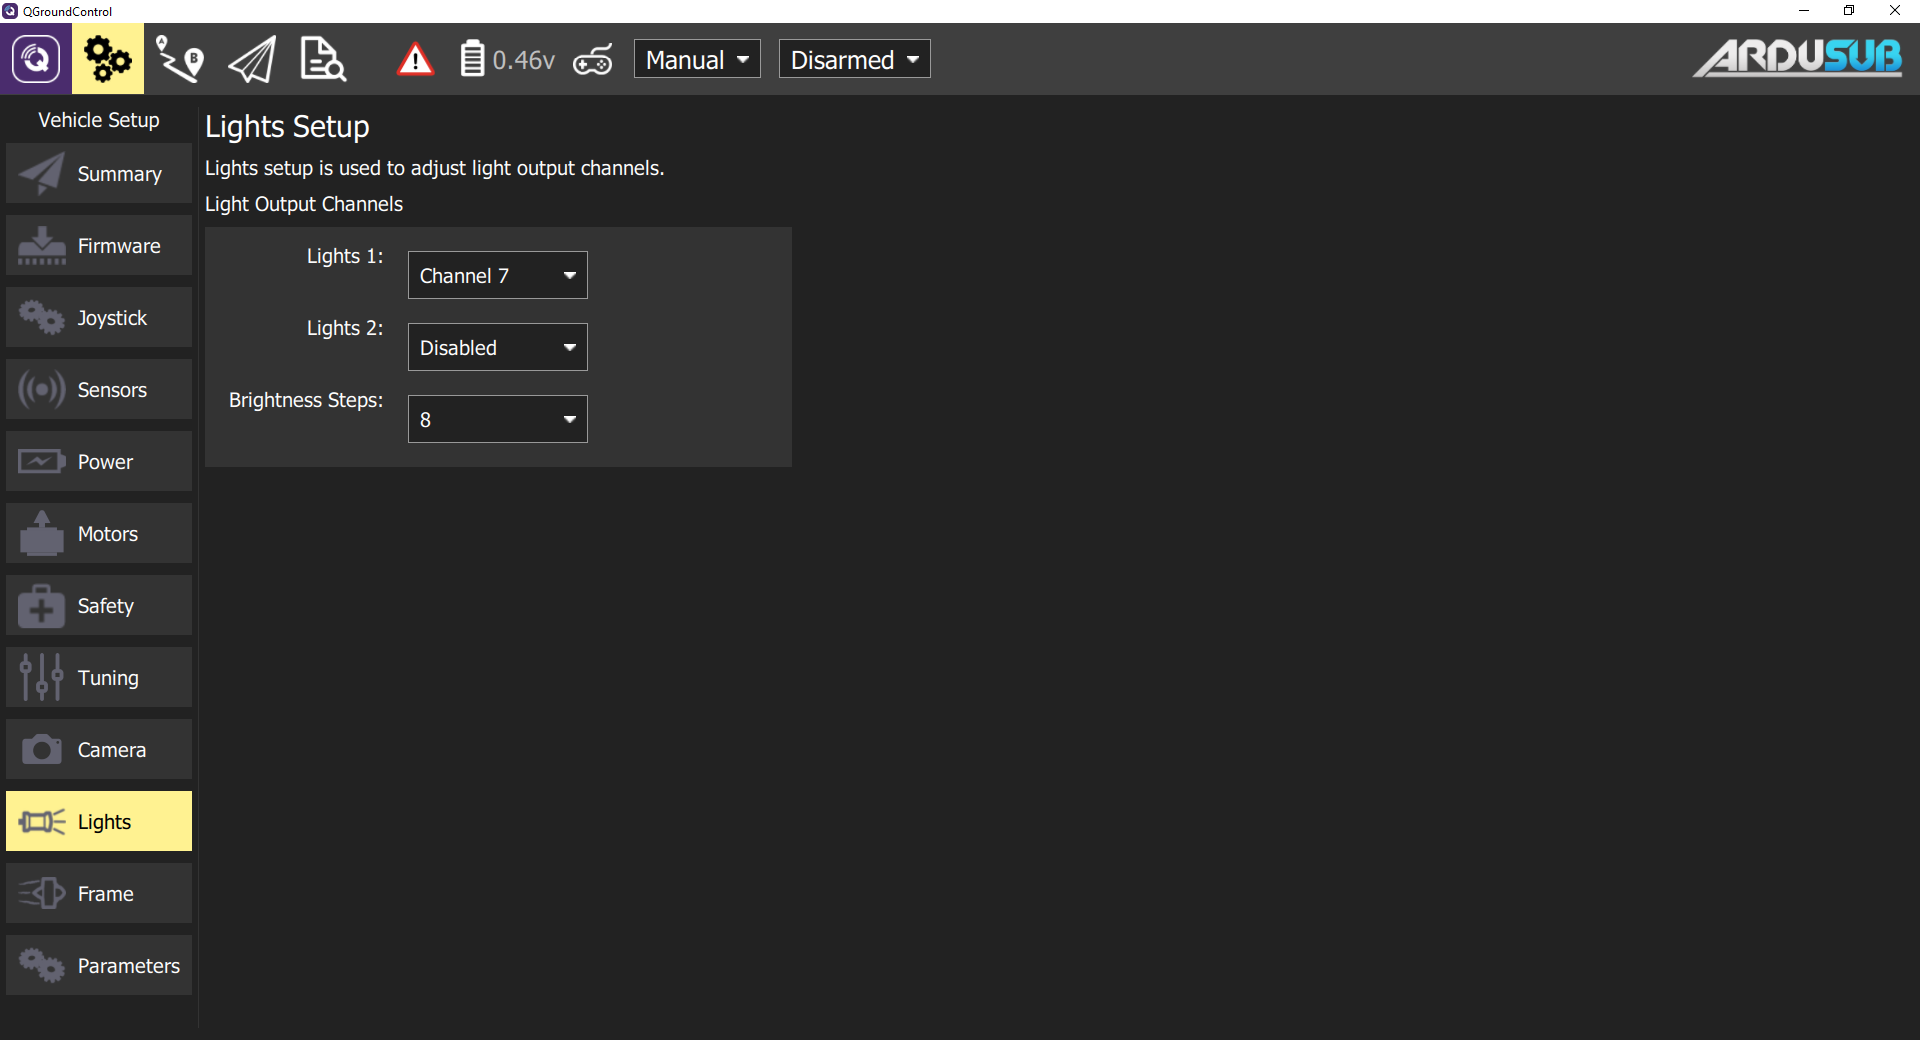 QGroundControl
0.46v
Manual
Disarmed
ARDUSUB
Vehicle Setup
Summary
Firmware
Joystick
Sensors
Power
Motors
Safety
Tuning
Camera
Lights
Frame
Parameters
Lights Setup
Lights setup is used to adjust light output channels.
Light Output Channels
Lights 1: Channel 7
Lights 2: Disabled
Brightness Steps: 8